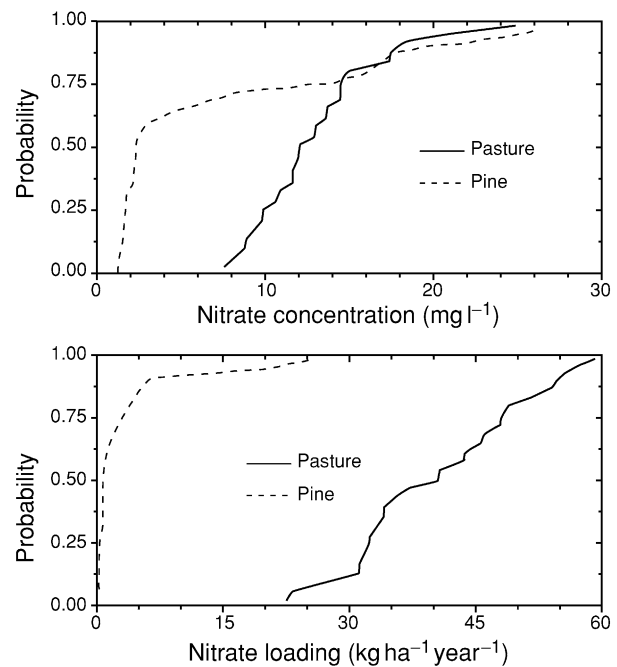 1.00
0.75
0.50
0.25
0.00
Probability
Pasture
Pine
0 10 20 30
Nitrate concentration (mg l⁻¹)
1.00
0.75
0.50
0.25
0.00
Probability
Pasture
Pine
0 15 30 45 60
Nitrate loading (kg ha⁻¹ year⁻¹)